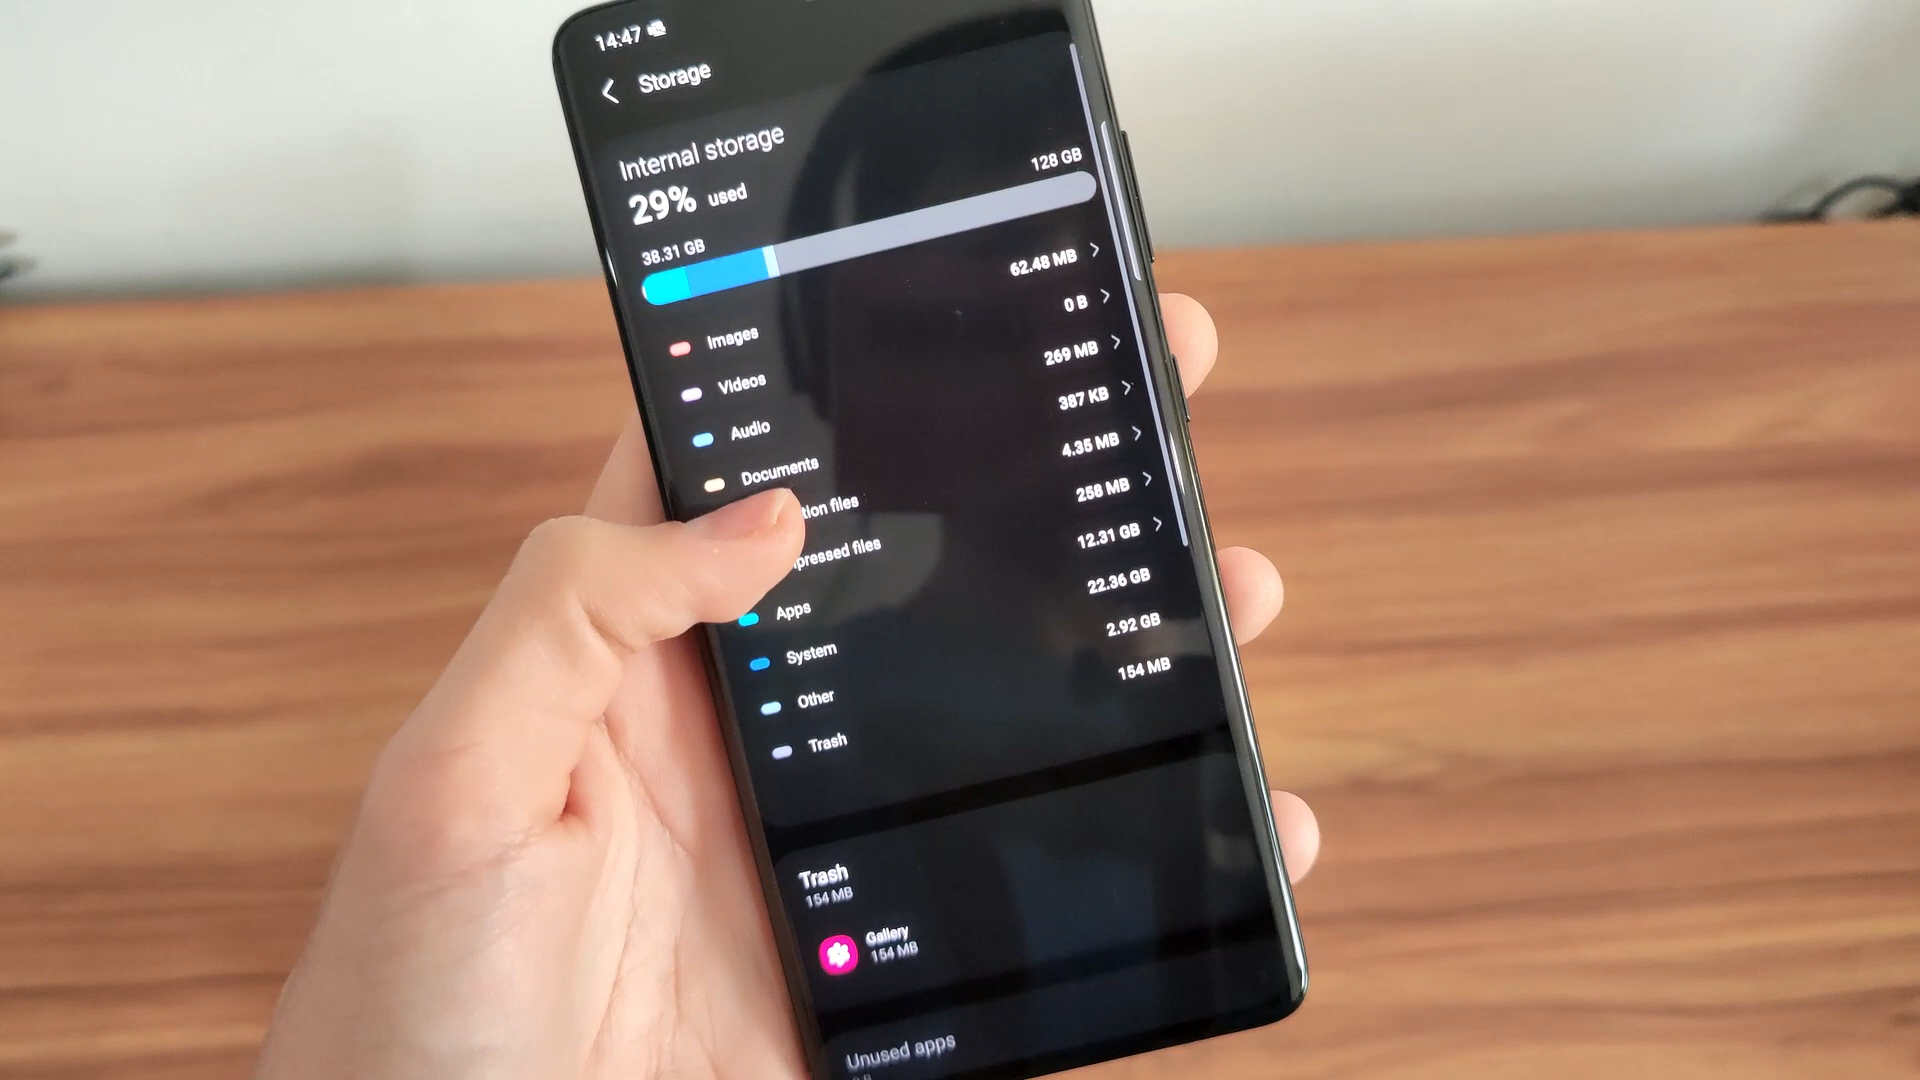 14:47
Storage
Internal storage
29% used
38.31 GB 128 GB
Images 62.48 MB
Videos 0 B
Audio 269 MB
Documents 387 KB
tion files 4.35 MB
pressed files 258 MB
Apps 12.31 GB
System 22.36 GB
Other 2.92 GB
Trash 154 MB
Trash
154 MB
Gallery
154 MB
Unused apps